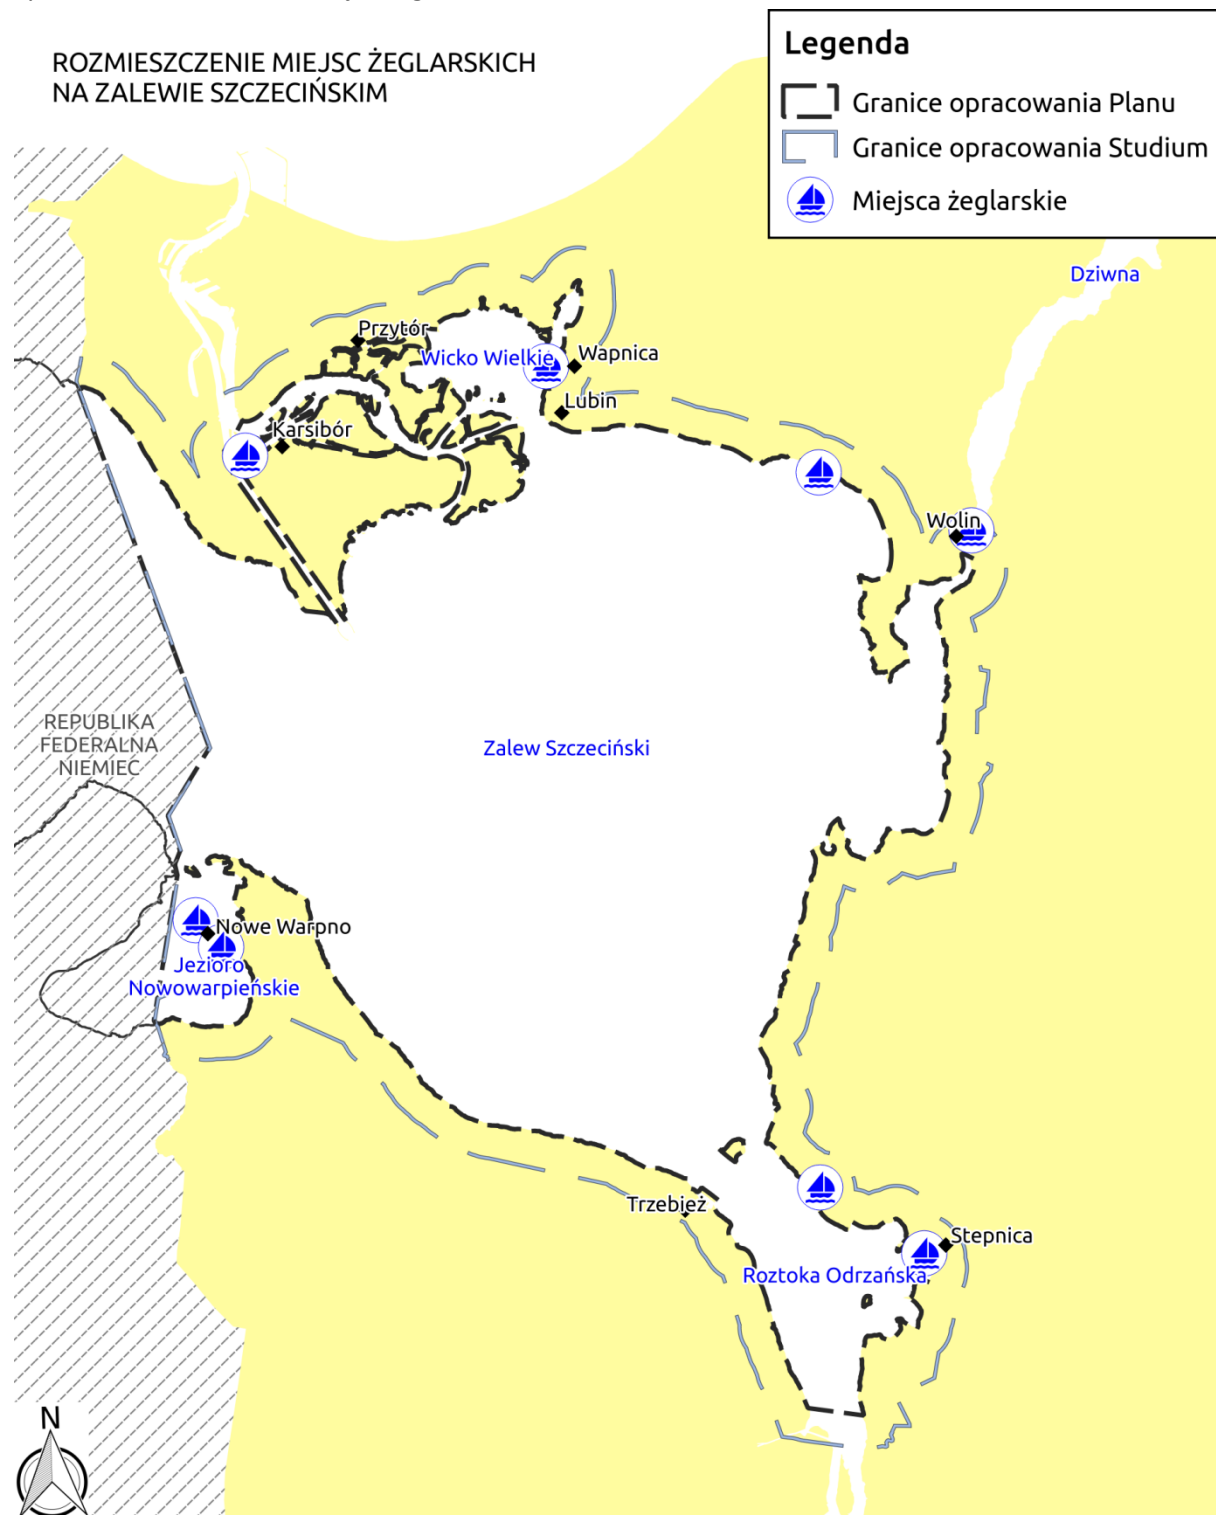 ROZMIESZCZENIE MIEJSC ŻEGLARSKICH
NA ZALEWIE SZCZECIŃSKIM
Legenda
Granice opracowania Planu
Granice opracowania Studium
Miejsca żeglarskie
Dziwna
Przytór
Wicko Wielkie
Wapnica
Lubin
Karsibór
Wolin
REPUBLIKA
FEDERALNA
NIEMIEC
Zalew Szczeciński
Nowe Warpno
Jezioro
Nowowarpieńskie
Trzebież
Stepnica
Roztoka Odrzańska
N